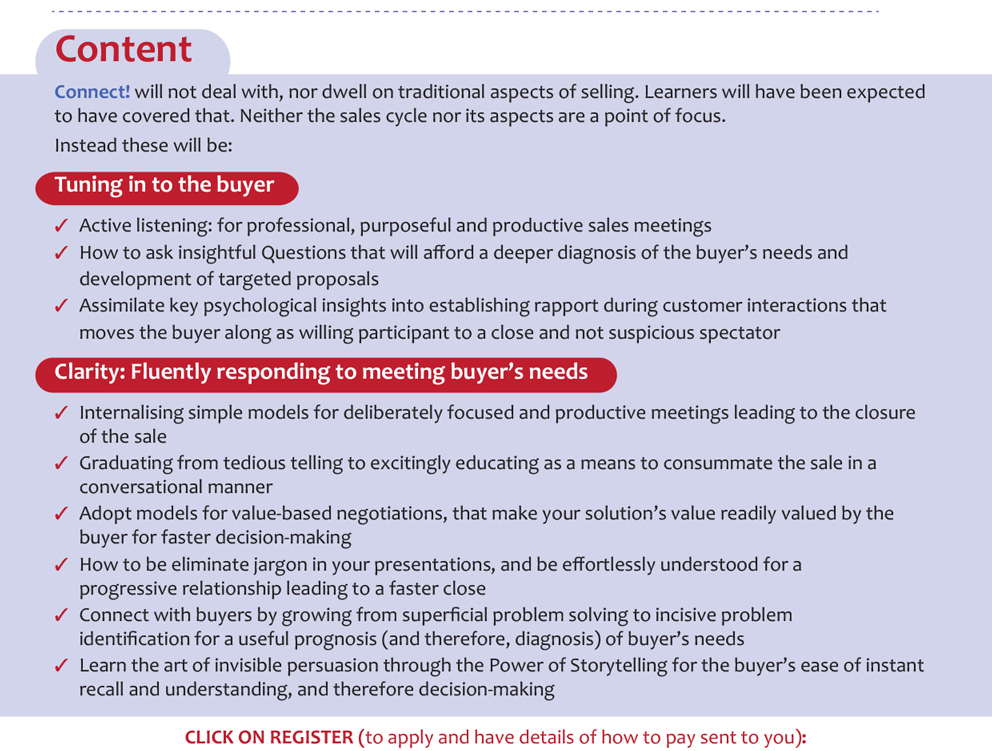 Content
Connect! will not deal with, nor dwell on traditional aspects of selling. Learners will have been expected
to have covered that. Neither the sales cycle nor its aspects are a point of focus.
Instead these will be:
Tuning in to the buyer
✓ Active listening: for professional, purposeful and productive sales meetings
✓ How to ask insightful Questions that will afford a deeper diagnosis of the buyer’s needs and
development of targeted proposals
✓ Assimilate key psychological insights into establishing rapport during customer interactions that
moves the buyer along as willing participant to a close and not suspicious spectator
Clarity: Fluently responding to meeting buyer’s needs
✓ Internalising simple models for deliberately focused and productive meetings leading to the closure
of the sale
✓ Graduating from tedious telling to excitingly educating as a means to consummate the sale in a
conversational manner
✓ Adopt models for value-based negotiations, that make your solution’s value readily valued by the
buyer for faster decision-making
✓ How to be eliminate jargon in your presentations, and be effortlessly understood for a
progressive relationship leading to a faster close
✓ Connect with buyers by growing from superficial problem solving to incisive problem
identification for a useful prognosis (and therefore, diagnosis) of buyer’s needs
✓ Learn the art of invisible persuasion through the Power of Storytelling for the buyer’s ease of instant
recall and understanding, and therefore decision-making
CLICK ON REGISTER (to apply and have details of how to pay sent to you):